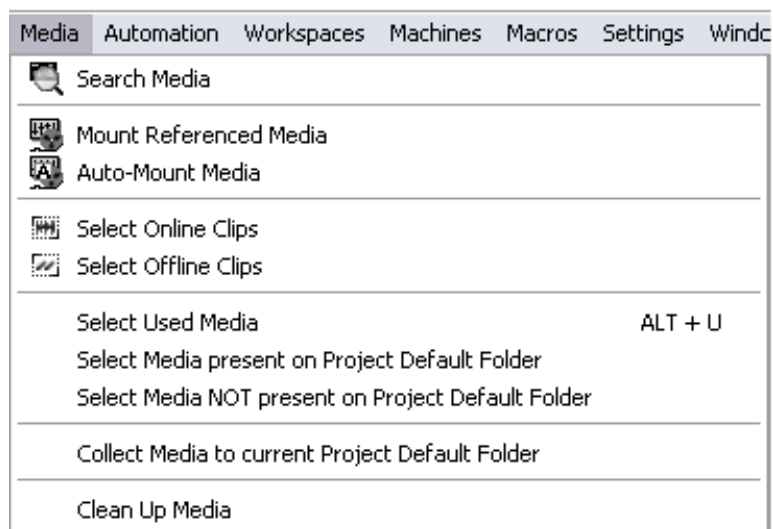 Media Automation Workspaces Machines Macros Settings
Search Media
Mount Referenced Media
Auto-Mount Media
Select Online Clips
Select Offline Clips
Select Used Media ALT + U
Select Media present on Project Default Folder
Select Media NOT present on Project Default Folder
Collect Media to current Project Default Folder
Clean Up Media